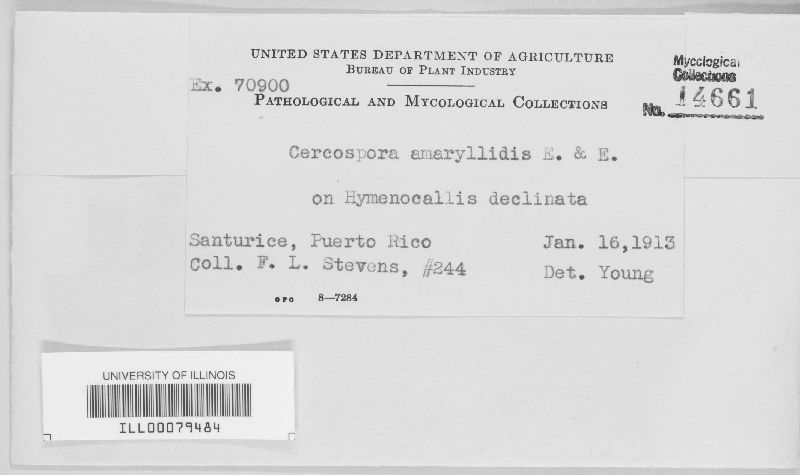 UNITED STATES DEPARTMENT OF AGRICULTURE
BUREAU OF PLANT INDUSTRY
Ex. 70900
PATHOLOGICAL AND MYCOLOGICAL COLLECTIONS
Mycological
Collections
No. 14661
Cercospora amaryllidis E. & E.
on Hymenocallis declinata
Santurice, Puerto Rico Jan. 16,1913
Coll. F. L. Stevens, #244 Det. Young
GPO 8—7284
UNIVERSITY OF ILLINOIS
ILL00079484